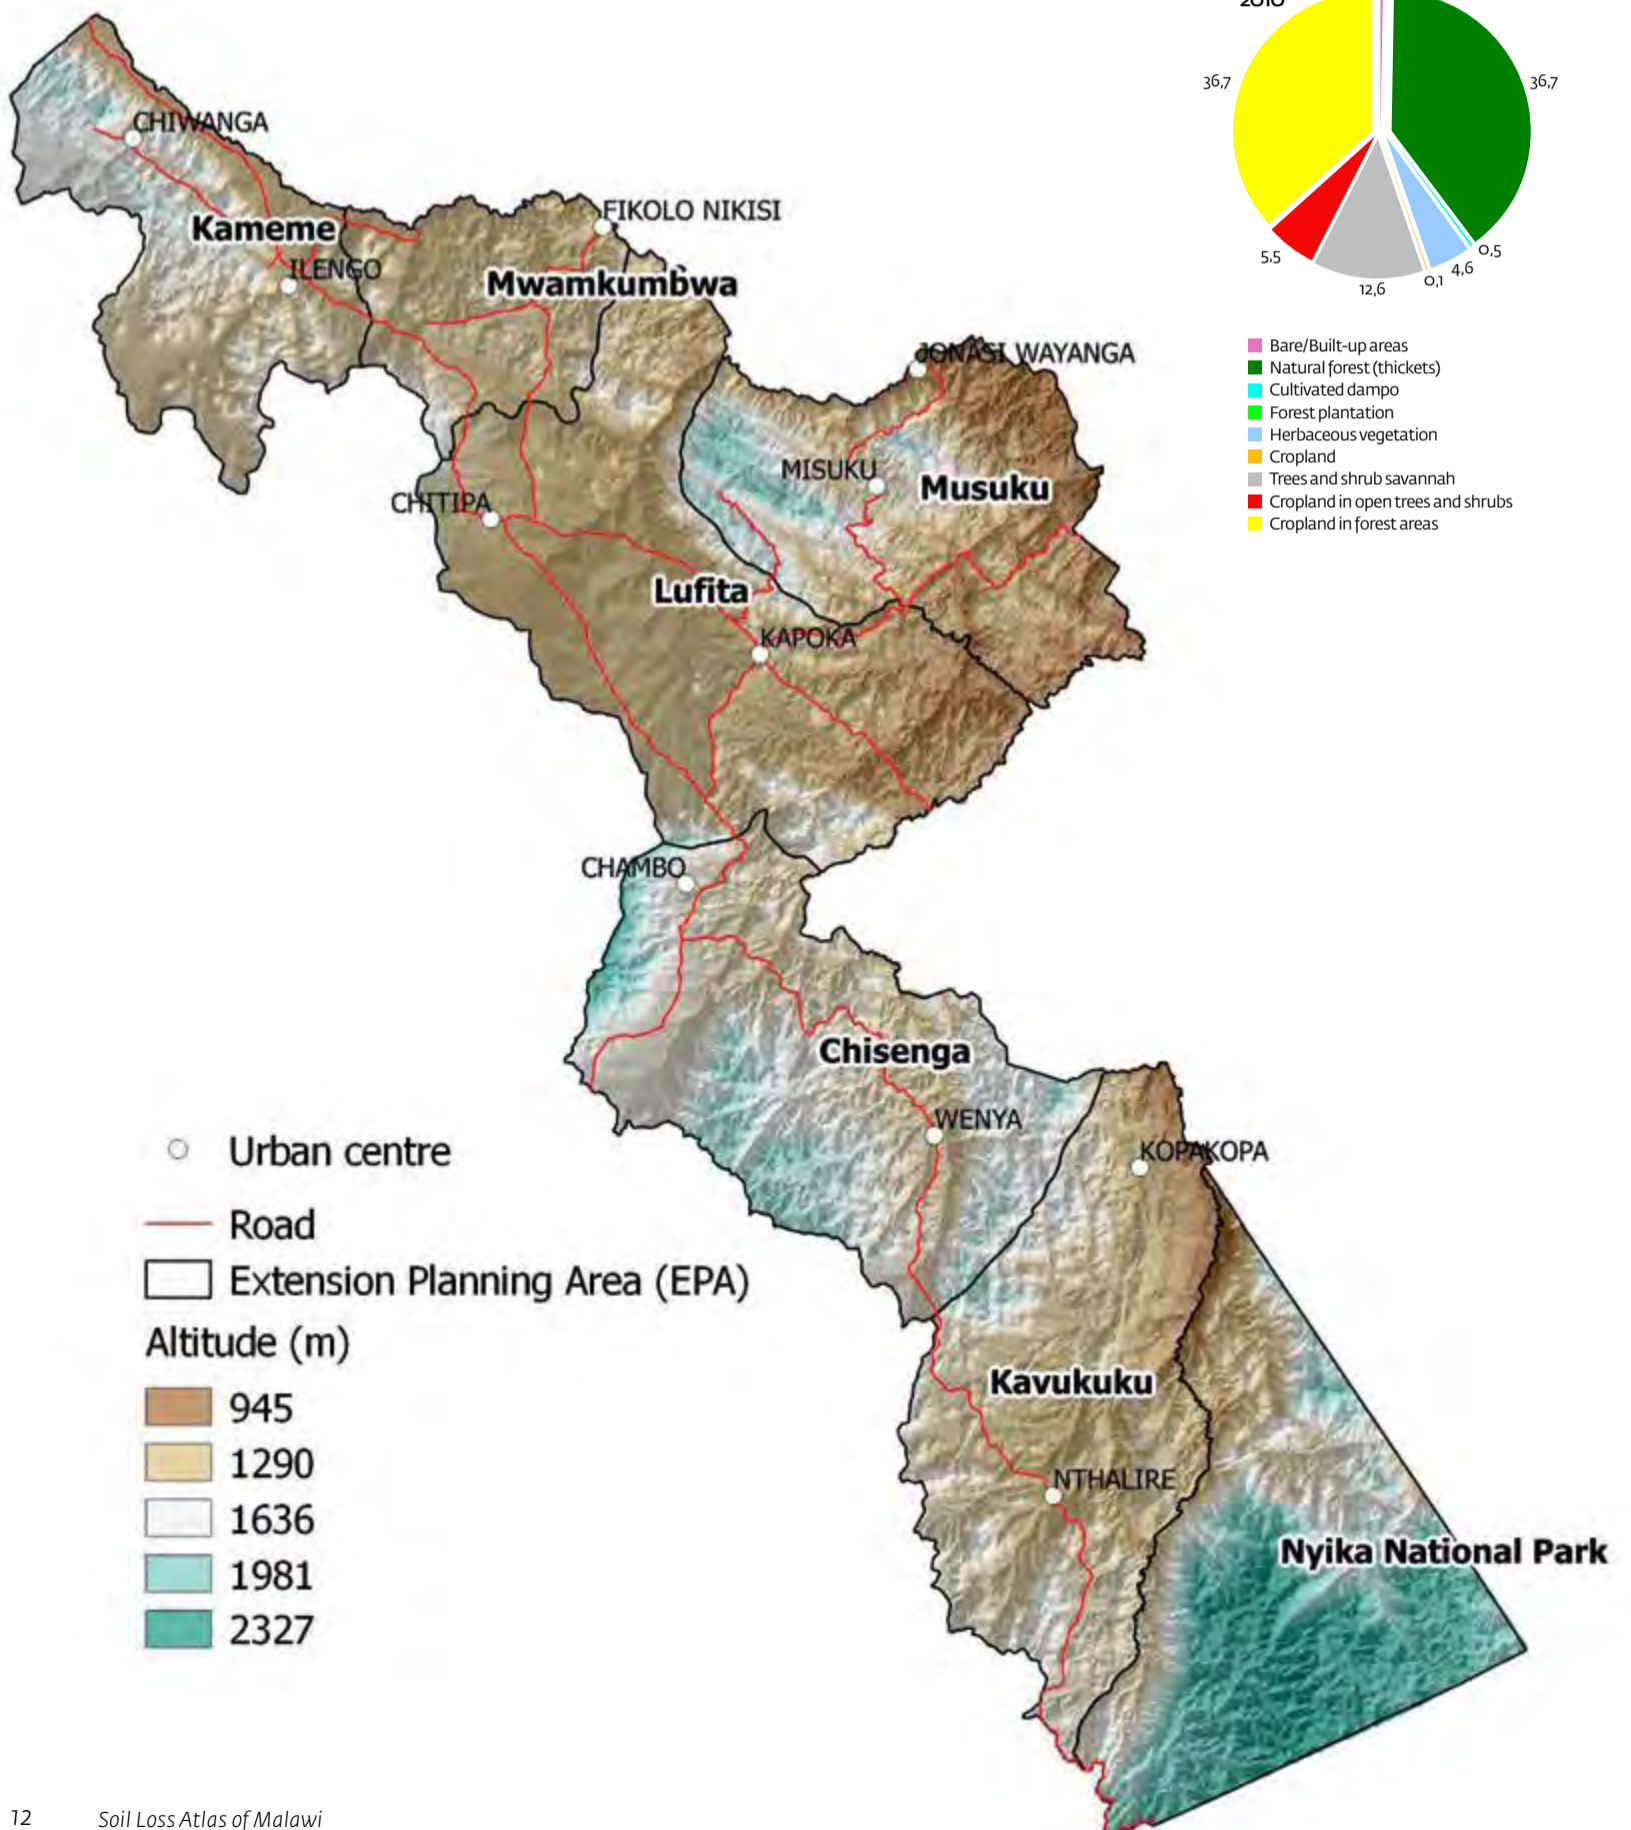 2010
36,7
36,7
5,5
12,6
0,1
4,6
0,5
Bare/Built-up areas
Natural forest (thickets)
Cultivated dampo
Forest plantation
Herbaceous vegetation
Cropland
Trees and shrub savannah
Cropland in open trees and shrubs
Cropland in forest areas
CHIWANGA
Kameme
ILENGO
FIKOLO NIKISI
Mwamkumbwa
JONASI WAYANGA
MISUKU
Musuku
CHITIPA
Lufita
KAPOKA
CHAMBO
Chisenga
WENYA
KOPAKOPA
Kavukuku
NTHALIRE
Nyika National Park
Urban centre
Road
Extension Planning Area (EPA)
Altitude (m)
945
1290
1636
1981
2327
12 Soil Loss Atlas of Malawi